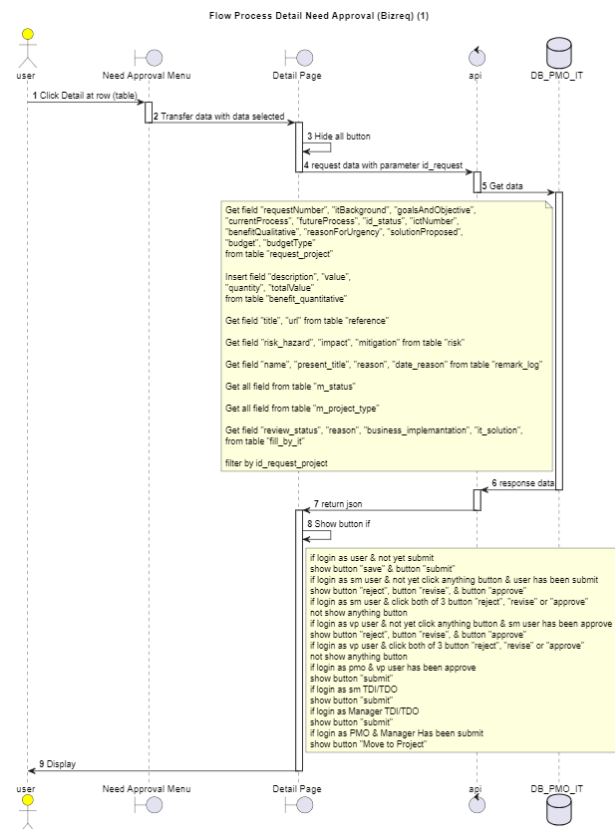 Flow Process Detail Need Approval (Bizreq) (1)
user
Need Approval Menu
Detail Page
api
DB_PMO_IT
1 Click Detail at row (table)
2 Transfer data with data selected
3 Hide all button
4 request data with parameter id_request
5 Get data
Get field "requestNumber", "itBackground", "goalsAndObjective",
"currentProcess", "futureProcess", "id_status", "ictNumber",
"benefitQualitative", "reasonForUrgency", "solutionProposed",
"budget", "budgetType"
from table "request_project"
Insert field "description", "value",
"quantity", "totalValue"
from table "benefit_quantitative"
Get field "title", "url" from table "reference"
Get field "risk_hazard", "impact", "mitigation" from table "risk"
Get field "name", "present_title", "reason", "date_reason" from table "remark_log"
Get all field from table "m_status"
Get all field from table "m_project_type"
Get field "review_status", "reason", "business_implemantation", "it_solution",
from table "fill_by_it"
filter by id_request_project
6 response data
7 return json
8 Show button if
if login as user & not yet submit
show button "save" & button "submit"
if login as sm user & not yet click anything button & user has been submit
show button "reject", button "revise", & button "approve"
if login as sm user & click both of 3 button "reject", "revise" or "approve"
not show anything button
if login as vp user & not yet click anything button & sm user has been approve
show button "reject", button "revise", & button "approve"
if login as vp user & click both of 3 button "reject", "revise" or "approve"
not show anything button
if login as pmo & vp user has been approve
show button "submit"
if login as sm TDI/TDO
show button "submit"
if login as Manager TDI/TDO
show button "submit"
if login as PMO & Manager Has been submit
show button "Move to Project"
9 Display
user
Need Approval Menu
Detail Page
api
DB_PMO_IT